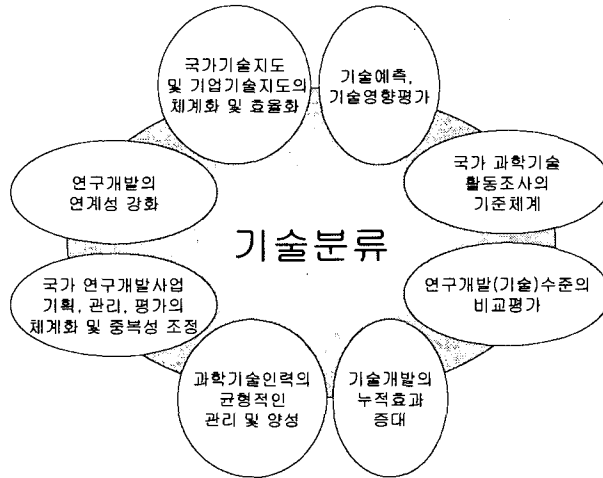 국가기술지도
및 기업기술지도의
체계화 및 효율화
기술예측,
기술영향평가
국가 과학기술
활동조사의
기준체계
연구개발(기술)수준의
비교평가
기술개발의
누적효과
증대
과학기술인력의
균형적인
관리 및 양성
국가 연구개발사업
기획, 관리, 평가의
체계화 및 중복성 조정
연구개발의
연계성 강화
기술분류